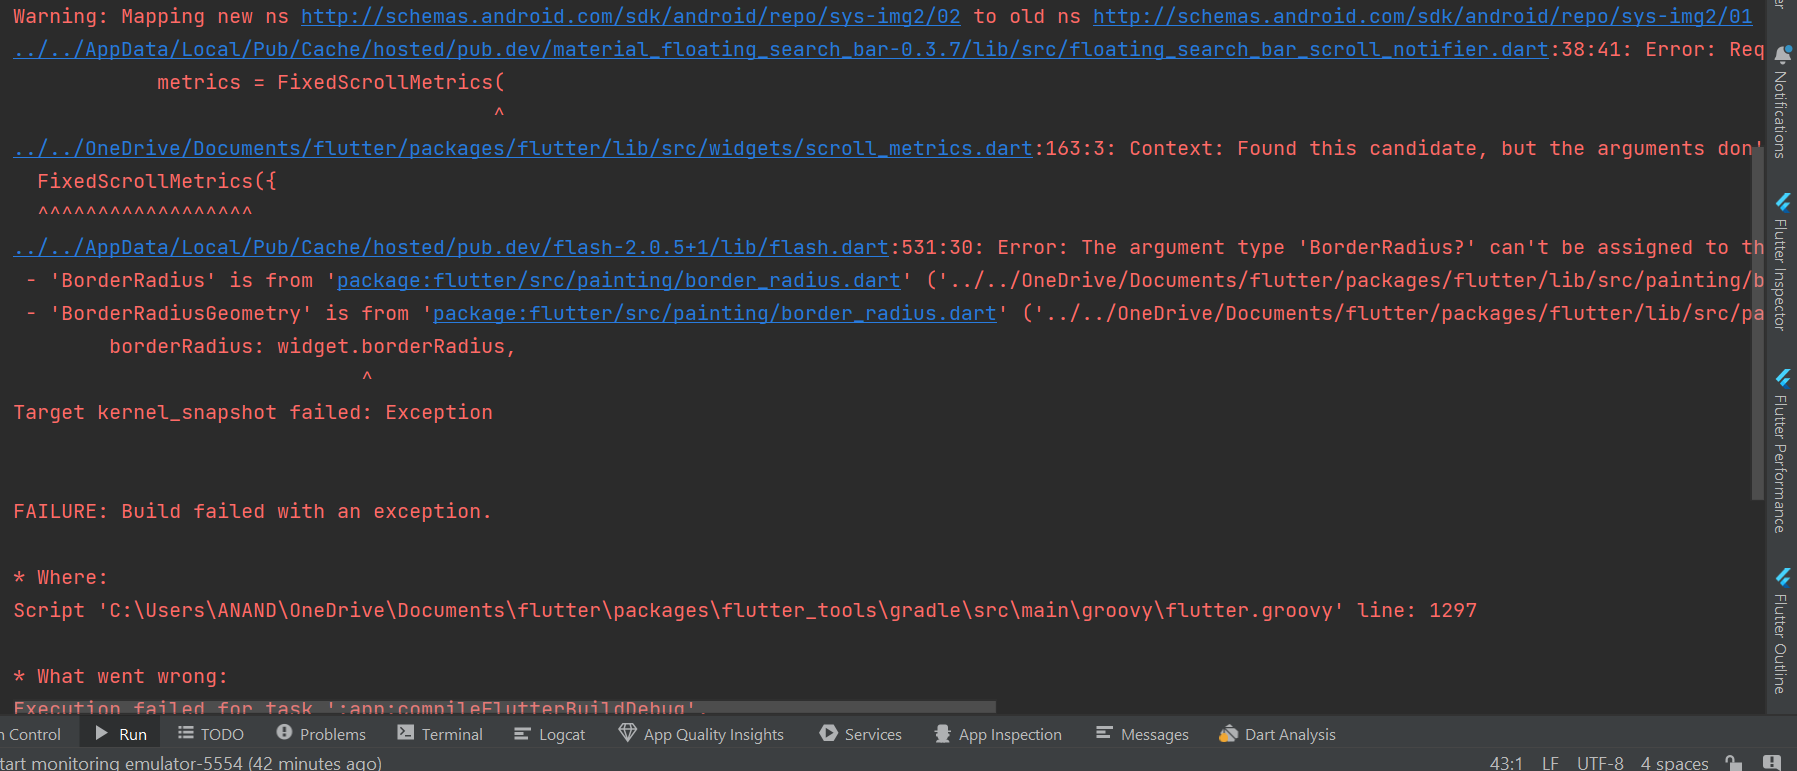 Warning: Mapping new ns http://schemas.android.com/sdk/android/repo/sys-img2/02 to old ns http://schemas.android.com/sdk/android/repo/sys-img2/01
../../AppData/Local/Pub/Cache/hosted/pub.dev/material_floating_search_bar-0.3.7/lib/src/floating_search_bar_scroll_notifier.dart:38:41: Error: Req
metrics = FixedScrollMetrics(
^
../../OneDrive/Documents/flutter/packages/flutter/lib/src/widgets/scroll_metrics.dart:163:3: Context: Found this candidate, but the arguments don'
FixedScrollMetrics({
^^^^^^^^^^^^^^^^^^
../../AppData/Local/Pub/Cache/hosted/pub.dev/flash-2.0.5+1/lib/flash.dart:531:30: Error: The argument type 'BorderRadius?' can't be assigned to th
- 'BorderRadius' is from 'package:flutter/src/painting/border_radius.dart' ('../../OneDrive/Documents/flutter/packages/flutter/lib/src/painting/b
- 'BorderRadiusGeometry' is from 'package:flutter/src/painting/border_radius.dart' ('../../OneDrive/Documents/flutter/packages/flutter/lib/src/pa
borderRadius: widget.borderRadius,
^
Target kernel_snapshot failed: Exception
FAILURE: Build failed with an exception.
* Where:
Script 'C:\Users\ANAND\OneDrive\Documents\flutter\packages\flutter_tools\gradle\src\main\groovy\flutter.groovy' line: 1297
* What went wrong:
Execution failed for task ':app:compileFlutterBuildDebug'.
er
Notifications
Flutter Inspector
Flutter Performance
Flutter Outline
n Control
Run
TODO
Problems
Terminal
Logcat
App Quality Insights
Services
App Inspection
Messages
Dart Analysis
tart monitoring emulator-5554 (42 minutes ago)
43:1 LF UTF-8 4 spaces